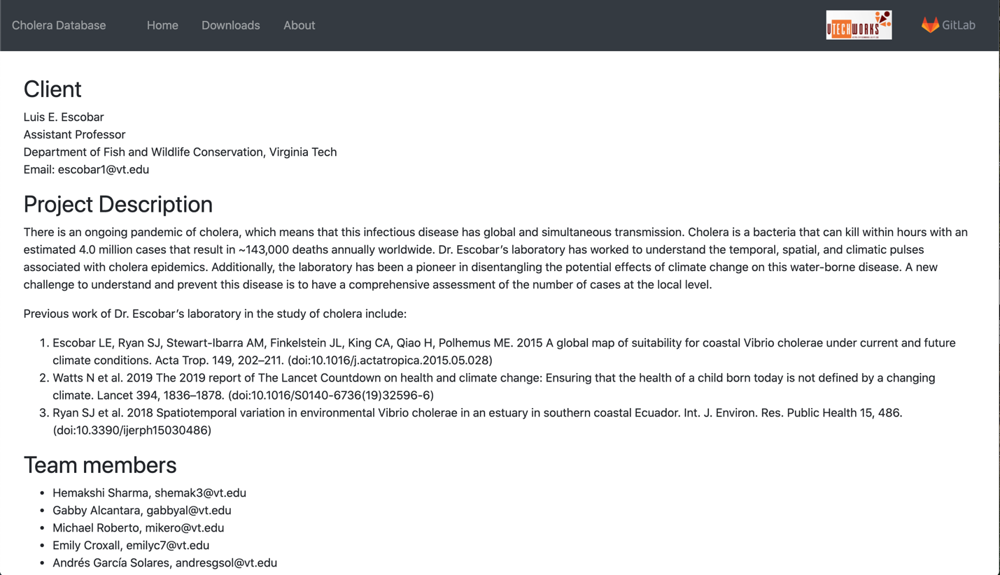 Cholera Database Home Downloads About VTECHWORKS GitLab
Client
Luis E. Escobar
Assistant Professor
Department of Fish and Wildlife Conservation, Virginia Tech
Email: escobar1@vt.edu
Project Description
There is an ongoing pandemic of cholera, which means that this infectious disease has global and simultaneous transmission. Cholera is a bacteria that can kill within hours with an
estimated 4.0 million cases that result in ~143,000 deaths annually worldwide. Dr. Escobar’s laboratory has worked to understand the temporal, spatial, and climatic pulses
associated with cholera epidemics. Additionally, the laboratory has been a pioneer in disentangling the potential effects of climate change on this water-borne disease. A new
challenge to understand and prevent this disease is to have a comprehensive assessment of the number of cases at the local level.
Previous work of Dr. Escobar’s laboratory in the study of cholera include:
1. Escobar LE, Ryan SJ, Stewart-Ibarra AM, Finkelstein JL, King CA, Qiao H, Polhemus ME. 2015 A global map of suitability for coastal Vibrio cholerae under current and future
climate conditions. Acta Trop. 149, 202–211. (doi:10.1016/j.actatropica.2015.05.028)
2. Watts N et al. 2019 The 2019 report of The Lancet Countdown on health and climate change: Ensuring that the health of a child born today is not defined by a changing
climate. Lancet 394, 1836–1878. (doi:10.1016/S0140-6736(19)32596-6)
3. Ryan SJ et al. 2018 Spatiotemporal variation in environmental Vibrio cholerae in an estuary in southern coastal Ecuador. Int. J. Environ. Res. Public Health 15, 486.
(doi:10.3390/ijerph15030486)
Team members
• Hemakshi Sharma, shemak3@vt.edu
• Gabby Alcantara, gabbyal@vt.edu
• Michael Roberto, mikero@vt.edu
• Emily Croxall, emilyc7@vt.edu
• Andrés García Solares, andresgsol@vt.edu